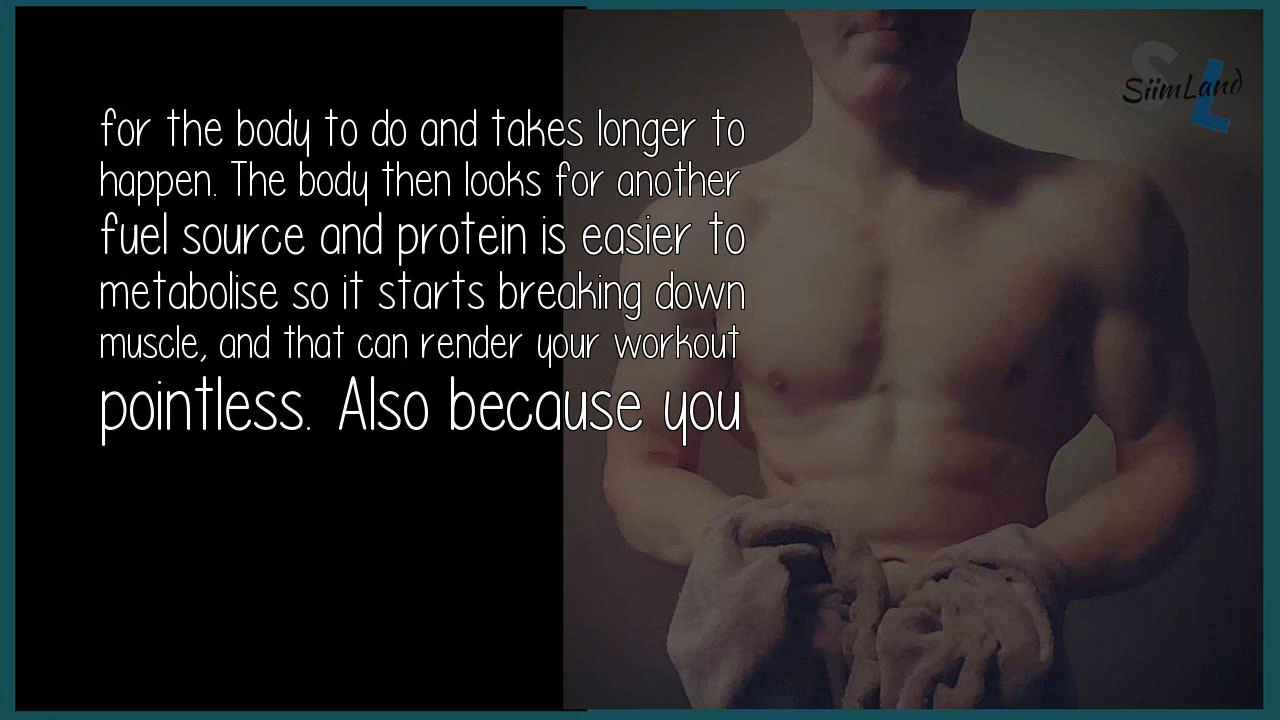 for the body to do and takes longer to
happen. The body then looks for another
fuel source and protein is easier to
metabolise so it starts breaking down
muscle, and that can render your workout
pointless. Also because you
SL
SiimLand